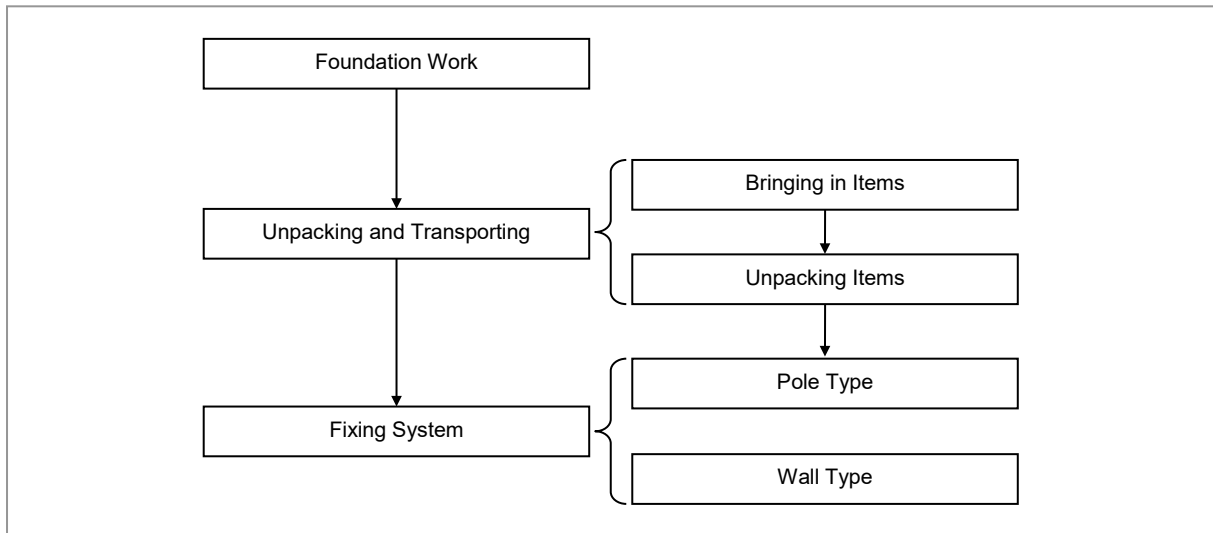 Foundation Work
Bringing in Items
Unpacking and Transporting
Unpacking Items
Pole Type
Fixing System
Wall Type